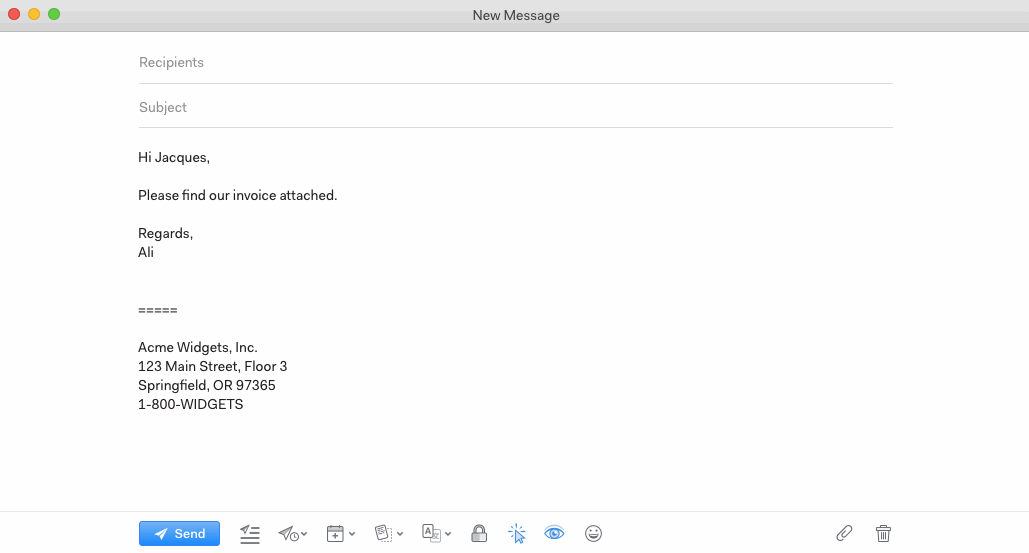 New Message
Recipients
Subject
Hi Jacques,
Please find our invoice attached.
Regards,
Ali
=====
Acme Widgets, Inc.
123 Main Street, Floor 3
Springfield, OR 97365
1-800-WIDGETS
Send